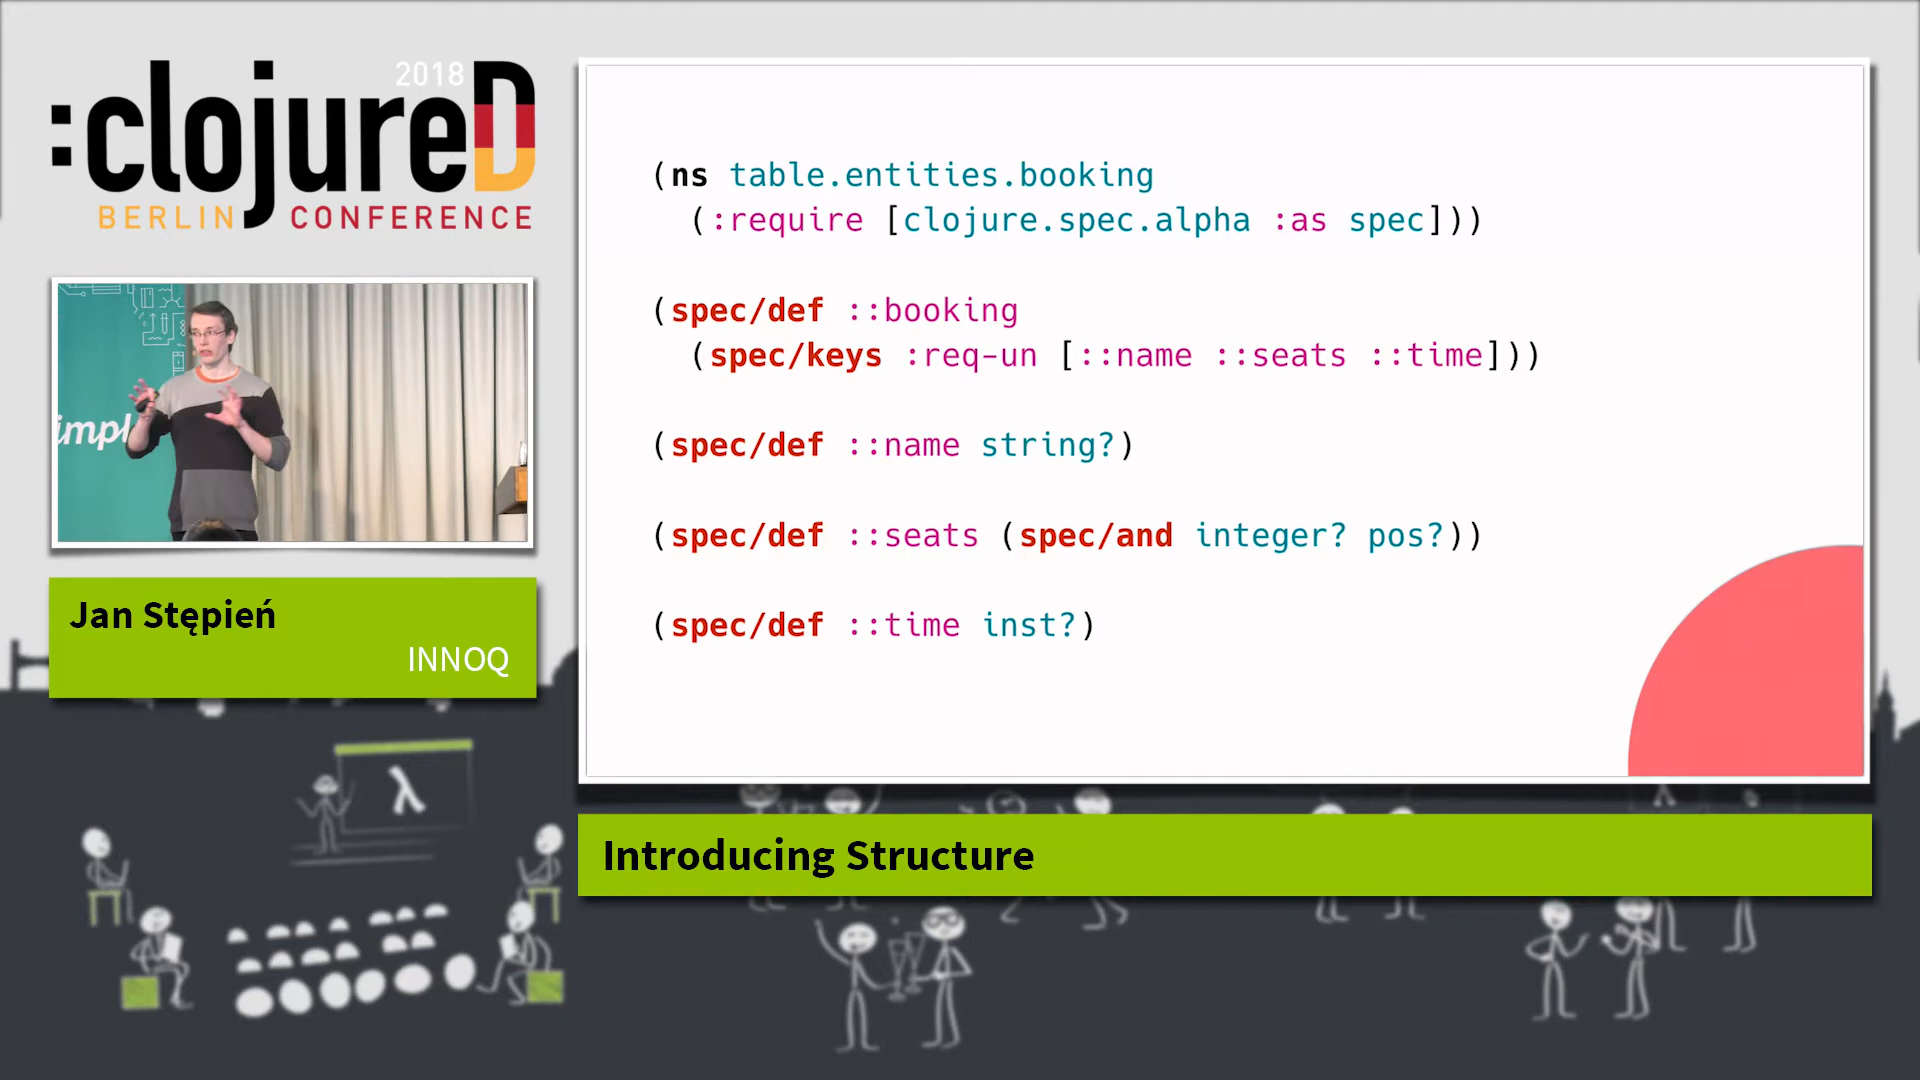 2018
:clojureD
BERLIN CONFERENCE
impl
Jan Stępień
INNOQ
(ns table.entities.booking
(:require [clojure.spec.alpha :as spec]))
(spec/def ::booking
(spec/keys :req-un [::name ::seats ::time]))
(spec/def ::name string?)
(spec/def ::seats (spec/and integer? pos?))
(spec/def ::time inst?)
Introducing Structure
λ